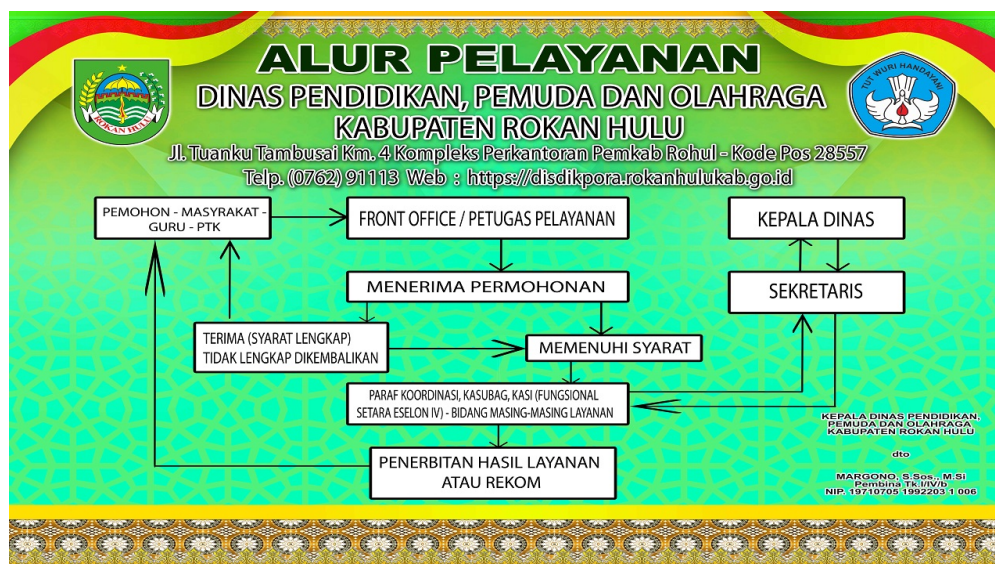 ALUR PELAYANAN
DINAS PENDIDIKAN, PEMUDA DAN OLAHRAGA
KABUPATEN ROKAN HULU
Jl. Tuanku Tambusai Km. 4 Kompleks Perkantoran Pemkab Rohul - Kode Pos 28557
Telp. (0762) 91113 Web : https://disdikpora.rokanhulukab.go.id
ROKAN HULU
TUT WURI HANDAYANI
PEMOHON - MASYRAKAT -
GURU - PTK
FRONT OFFICE / PETUGAS PELAYANAN
KEPALA DINAS
MENERIMA PERMOHONAN
SEKRETARIS
TERIMA (SYARAT LENGKAP)
TIDAK LENGKAP DIKEMBALIKAN
MEMENUHI SYARAT
PARAF KOORDINASI, KASUBAG, KASI (FUNGSIONAL
SETARA ESELON IV) - BIDANG MASING-MASING LAYANAN
PENERBITAN HASIL LAYANAN
ATAU REKOM
KEPALA DINAS PENDIDIKAN,
PEMUDA DAN OLAHRAGA
KABUPATEN ROKAN HULU
dto
MARGONO, S.Sos., M.Si
Pembina Tk.I/IV/b
NIP. 19710705 1992203 1 006